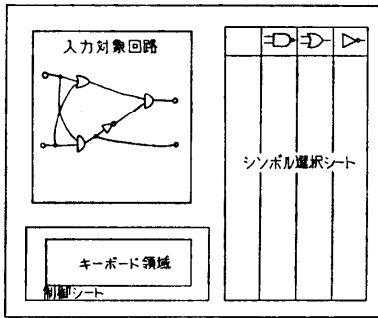 入力対象回路
シンボル選択シート
キーボード領域
制御シート